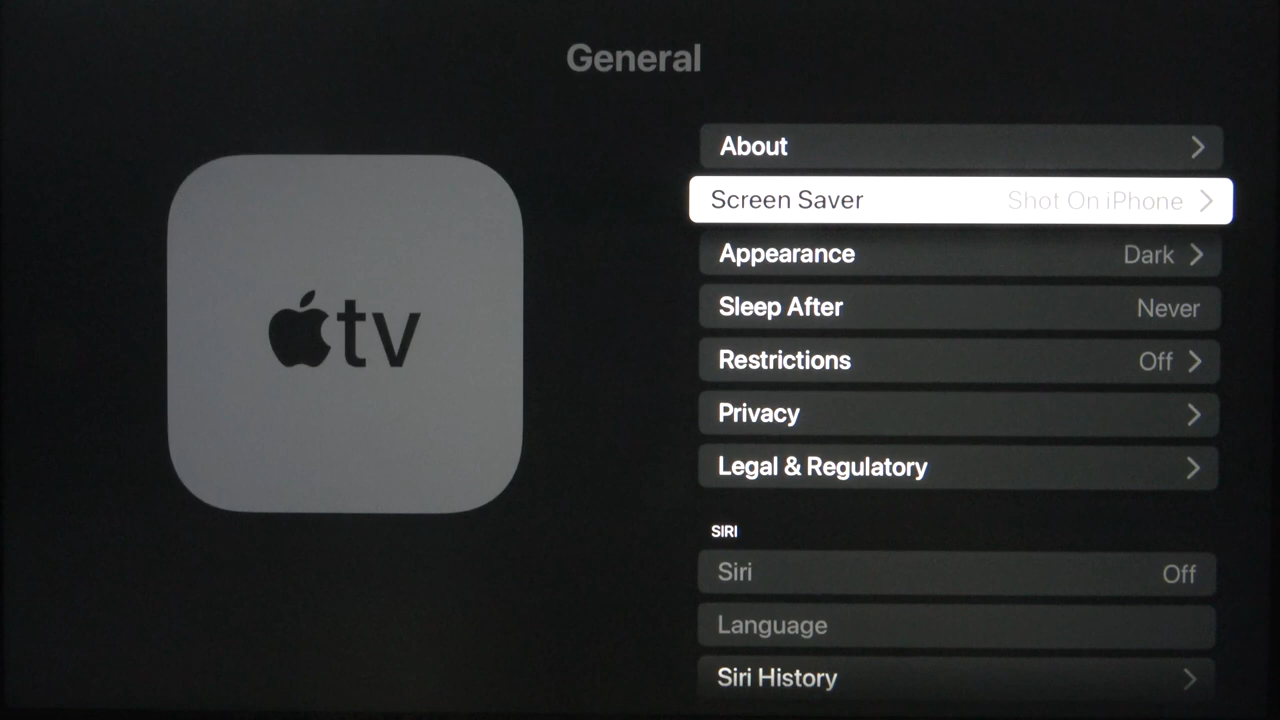 General
tv
About
Screen Saver Shot On iPhone
Appearance Dark
Sleep After Never
Restrictions Off
Privacy
Legal & Regulatory
SIRI
Siri Off
Language
Siri History